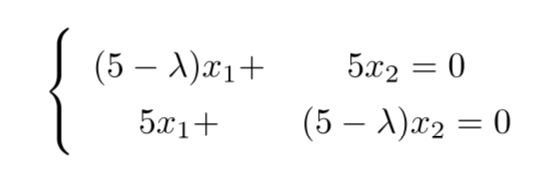 (5 − λ)x₁+ 5x₂ = 0
5x₁+ (5 − λ)x₂ = 0